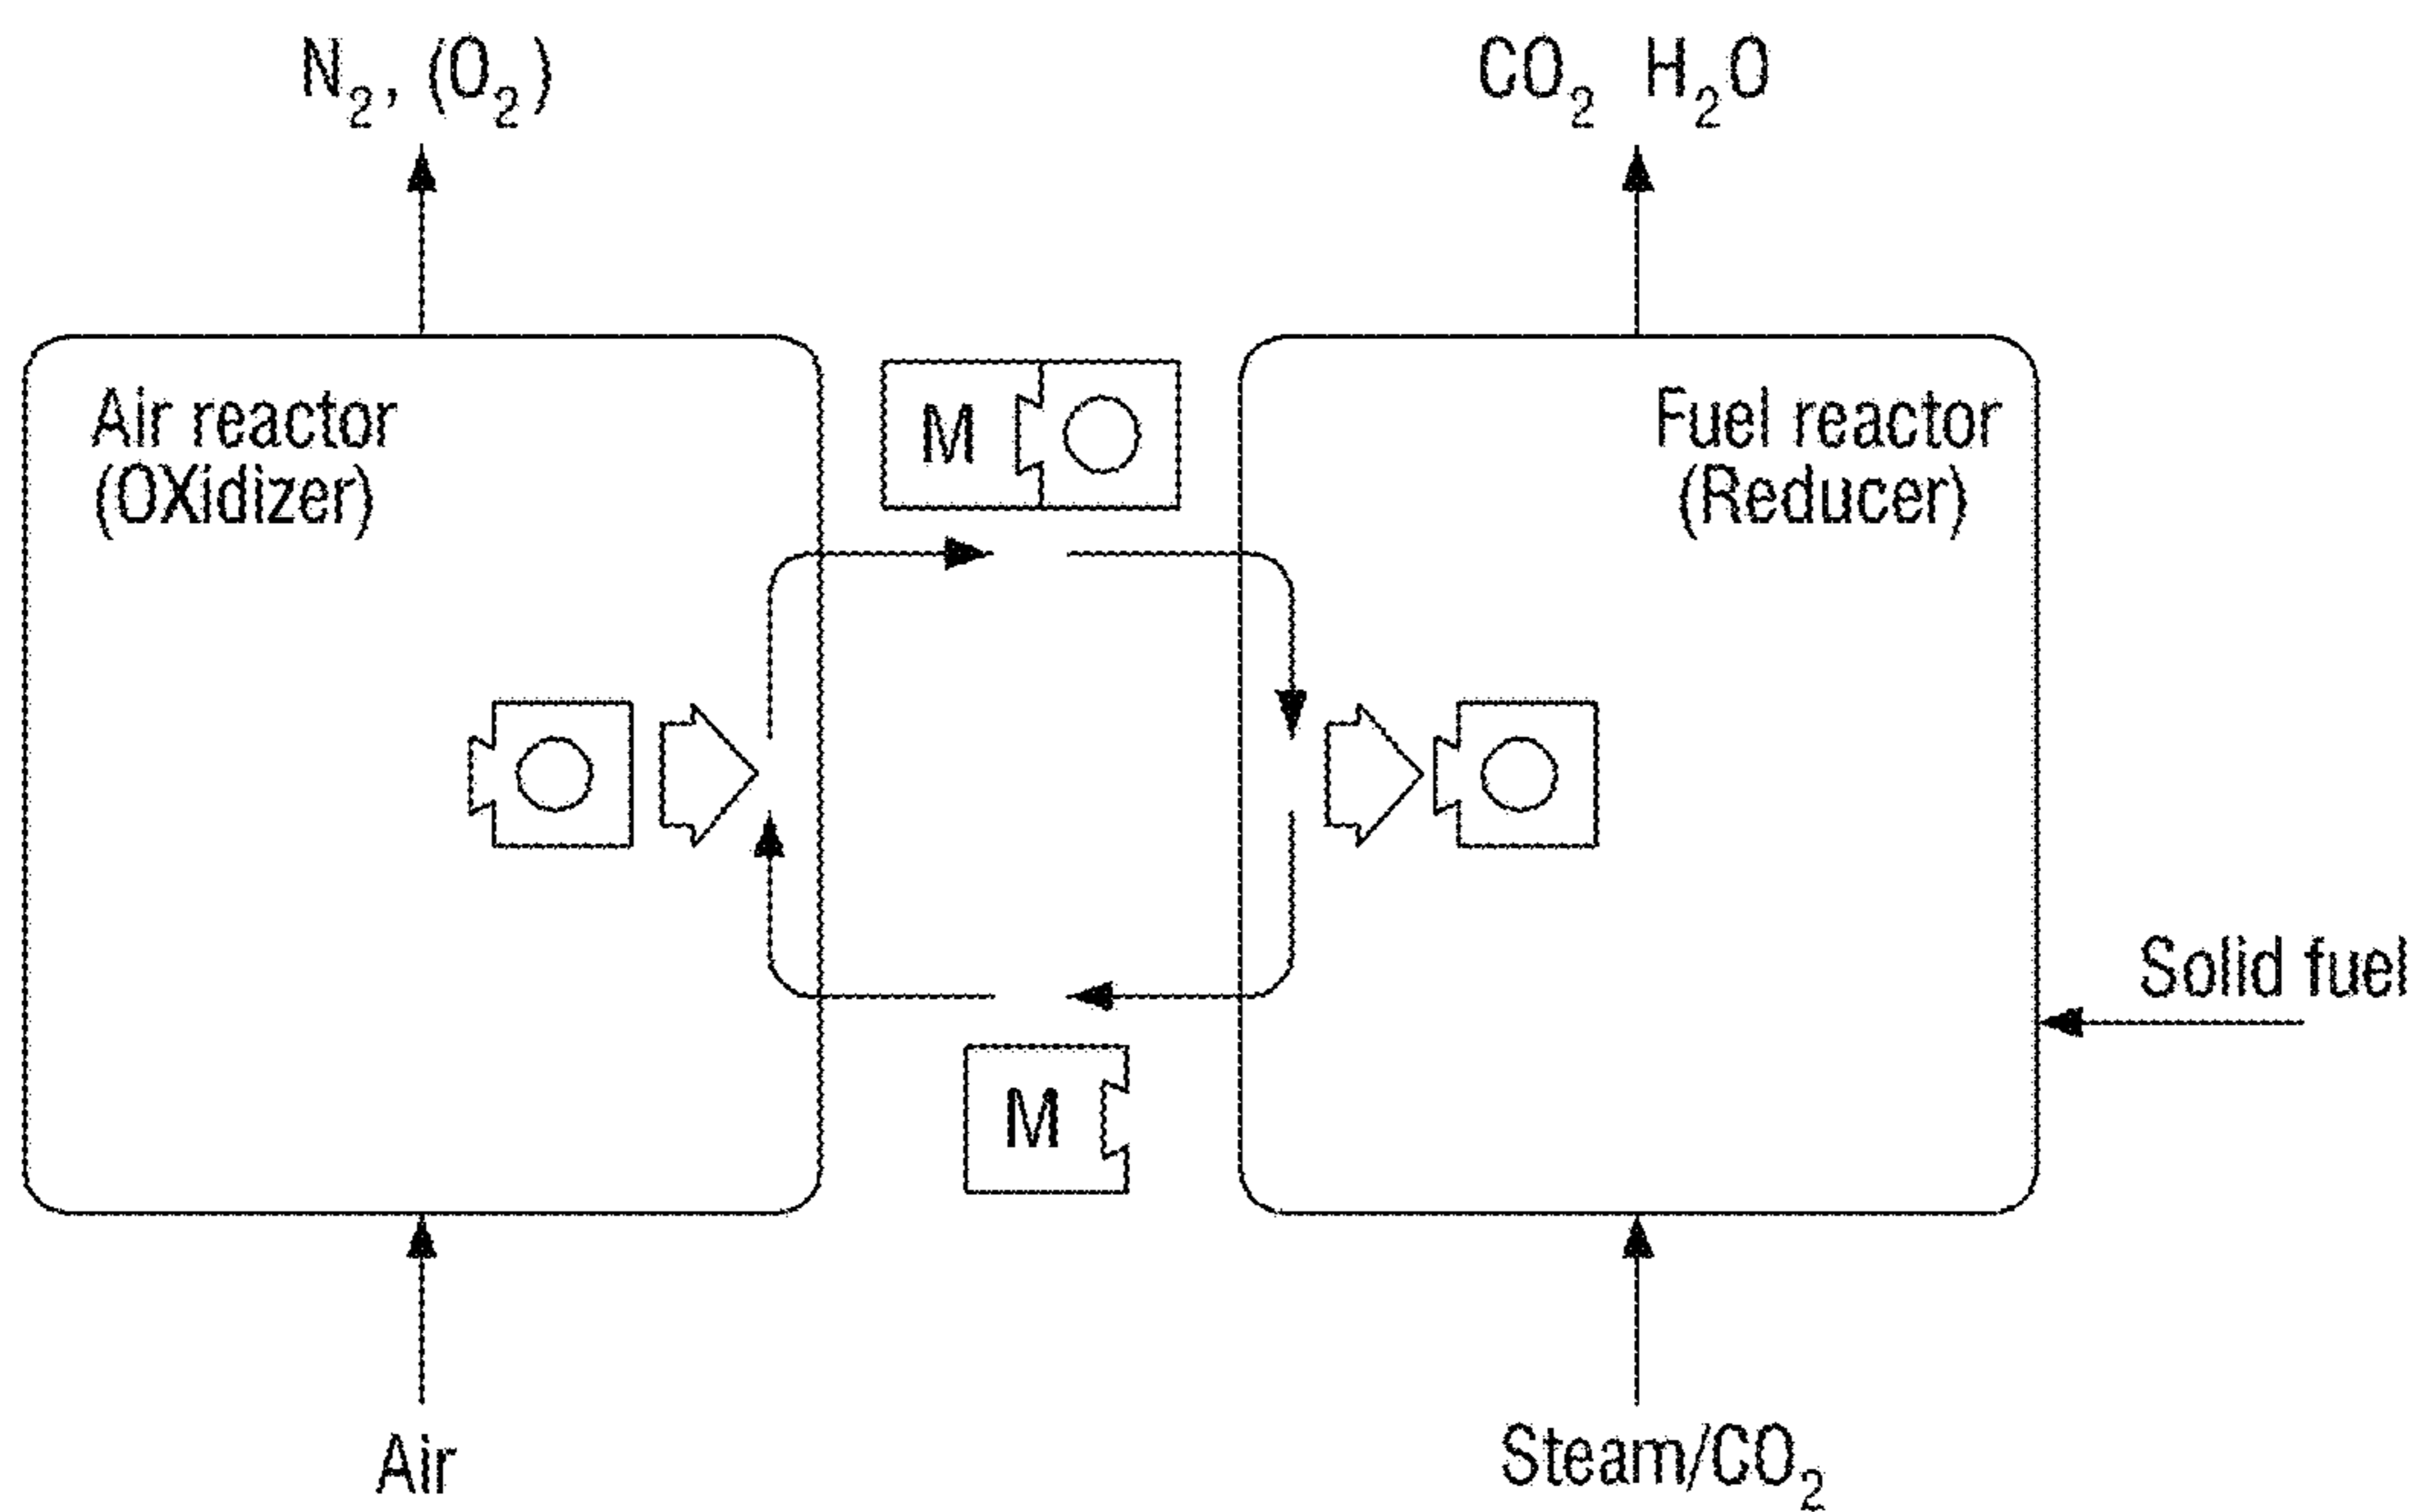 N₂, (O₂)
CO₂ H₂O
Air reactor
(OXidizer)
M
O
Fuel reactor
(Reducer)
O
O
Solid fuel
M
Air
Steam/CO₂